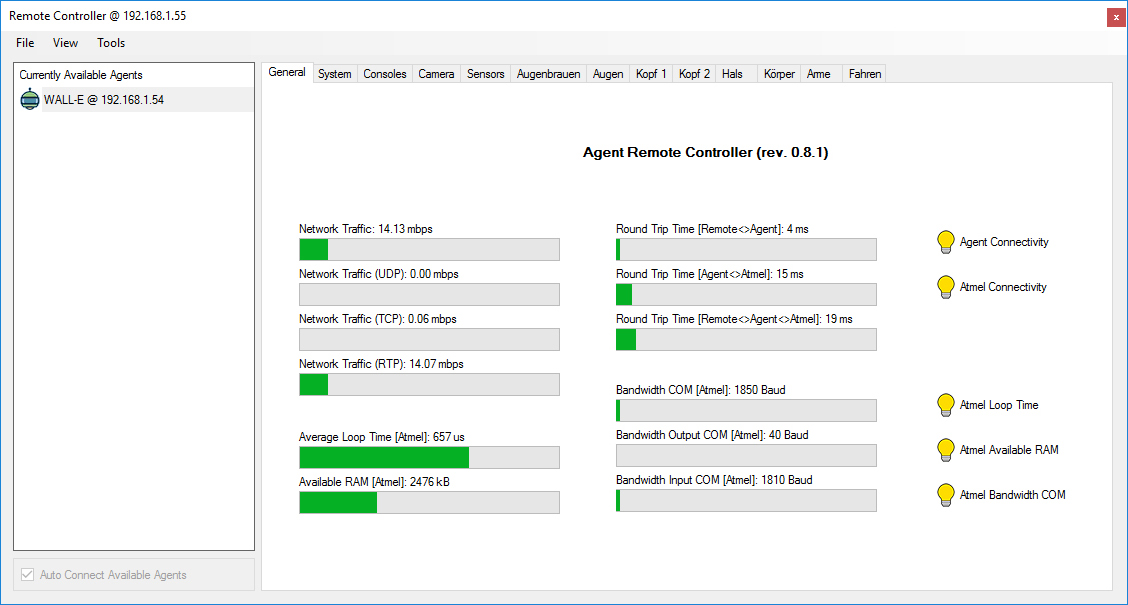 Remote Controller @ 192.168.1.55
x
File View Tools
Currently Available Agents
WALL-E @ 192.168.1.54
Auto Connect Available Agents
General System Consoles Camera Sensors Augenbrauen Augen Kopf 1 Kopf 2 Hals Körper Arme Fahren
Agent Remote Controller (rev. 0.8.1)
Network Traffic: 14.13 mbps
Network Traffic (UDP): 0.00 mbps
Network Traffic (TCP): 0.06 mbps
Network Traffic (RTP): 14.07 mbps
Average Loop Time [Atmel]: 657 us
Available RAM [Atmel]: 2476 kB
Round Trip Time [Remote<>Agent]: 4 ms
Round Trip Time [Agent<>Atmel]: 15 ms
Round Trip Time [Remote<>Agent<>Atmel]: 19 ms
Bandwidth COM [Atmel]: 1850 Baud
Bandwidth Output COM [Atmel]: 40 Baud
Bandwidth Input COM [Atmel]: 1810 Baud
Agent Connectivity
Atmel Connectivity
Atmel Loop Time
Atmel Available RAM
Atmel Bandwidth COM